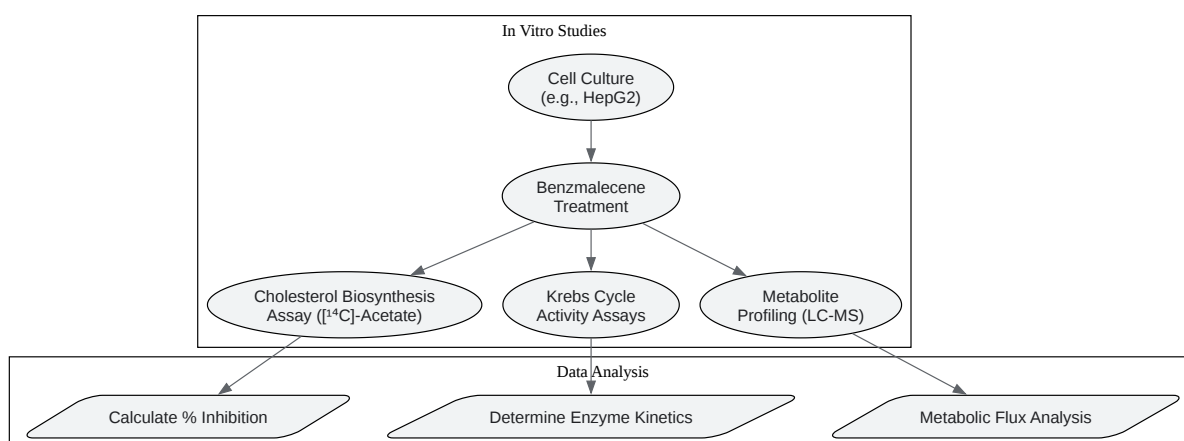 In Vitro Studies
Cell Culture
(e.g., HepG2)
Benzmalecene
Treatment
Cholesterol Biosynthesis
Assay ([¹⁴C]-Acetate)
Krebs Cycle
Activity Assays
Metabolite
Profiling (LC-MS)
Data Analysis
Calculate % Inhibition
Determine Enzyme Kinetics
Metabolic Flux Analysis